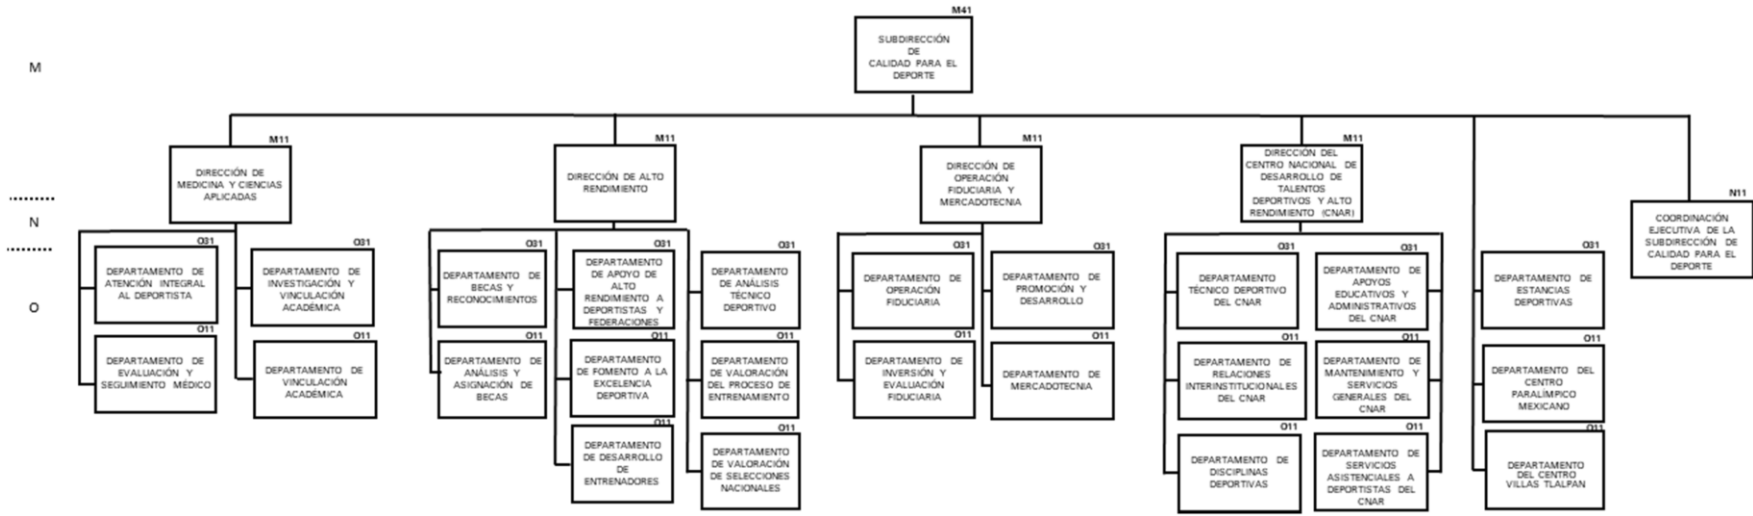 M41
SUBDIRECCIÓN
DE
CALIDAD PARA EL
DEPORTE
M
M11
DIRECCIÓN DE
MEDICINA Y CIENCIAS
APLICADAS
M11
DIRECCIÓN DE ALTO
RENDIMIENTO
M11
DIRECCIÓN DE
OPERACIÓN
FIDUCIARIA Y
MERCADOTECNIA
M11
DIRECCIÓN DEL
CENTRO NACIONAL DE
DESARROLLO DE
TALENTOS
DEPORTIVOS Y ALTO
RENDIMIENTO (CNAR)
N11
COORDINACIÓN
EJECUTIVA DE LA
SUBDIRECCIÓN DE
CALIDAD PARA EL
DEPORTE
N
O
O31
DEPARTAMENTO DE
ATENCIÓN INTEGRAL
AL DEPORTISTA
O31
DEPARTAMENTO DE
INVESTIGACIÓN Y
VINCULACIÓN
ACADÉMICA
O11
DEPARTAMENTO DE
EVALUACIÓN Y
SEGUIMIENTO MÉDICO
O11
DEPARTAMENTO DE
VINCULACIÓN
ACADÉMICA
O31
DEPARTAMENTO DE
BECAS Y
RECONOCIMIENTOS
O31
DEPARTAMENTO
DE APOYO DE
ALTO
RENDIMIENTO A
DEPORTISTAS Y
FEDERACIONES
O31
DEPARTAMENTO
DE ANÁLISIS
TÉCNICO
DEPORTIVO
O11
DEPARTAMENTO DE
ANÁLISIS Y
ASIGNACIÓN DE
BECAS
O11
DEPARTAMENTO
DE FOMENTO A LA
EXCELENCIA
DEPORTIVA
O11
DEPARTAMENTO
DE VALORACIÓN
DEL PROCESO DE
ENTRENAMIENTO
O11
DEPARTAMENTO
DE DESARROLLO
DE
ENTRENADORES
O11
DEPARTAMENTO
DE VALORACIÓN
DE SELECCIONES
NACIONALES
O31
DEPARTAMENTO DE
OPERACIÓN
FIDUCIARIA
O31
DEPARTAMENTO DE
PROMOCIÓN Y
DESARROLLO
O11
DEPARTAMENTO DE
INVERSIÓN Y
EVALUACIÓN
FIDUCIARIA
O11
DEPARTAMENTO DE
MERCADOTECNIA
O31
DEPARTAMENTO
TÉCNICO DEPORTIVO
DEL CNAR
O31
DEPARTAMENTO DE
APOYOS
EDUCATIVOS Y
ADMINISTRATIVOS
DEL CNAR
O11
DEPARTAMENTO DE
RELACIONES
INTERINSTITUCIONALES
DEL CNAR
O11
DEPARTAMENTO DE
MANTENIMIENTO Y
SERVICIOS
GENERALES DEL
CNAR
O11
DEPARTAMENTO DE
DISCIPLINAS
DEPORTIVAS
O11
DEPARTAMENTO DE
SERVICIOS
ASISTENCIALES A
DEPORTISTAS DEL
CNAR
O31
DEPARTAMENTO DE
ESTANCIAS
DEPORTIVAS
O11
DEPARTAMENTO DEL
CENTRO
PARALÍMPICO
MEXICANO
O11
DEPARTAMENTO
DEL CENTRO
VILLAS TLALPAN